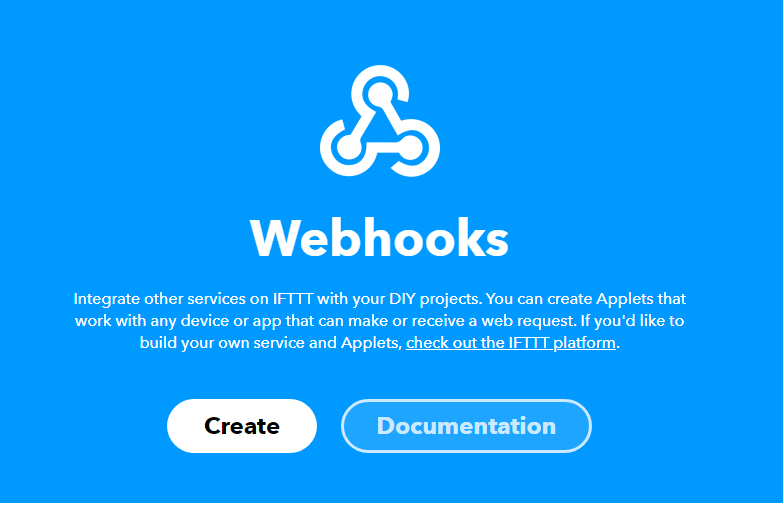 Webhooks
Integrate other services on IFTTT with your DIY projects. You can create Applets that
work with any device or app that can make or receive a web request. If you'd like to
build your own service and Applets, check out the IFTTT platform.
Create
Documentation